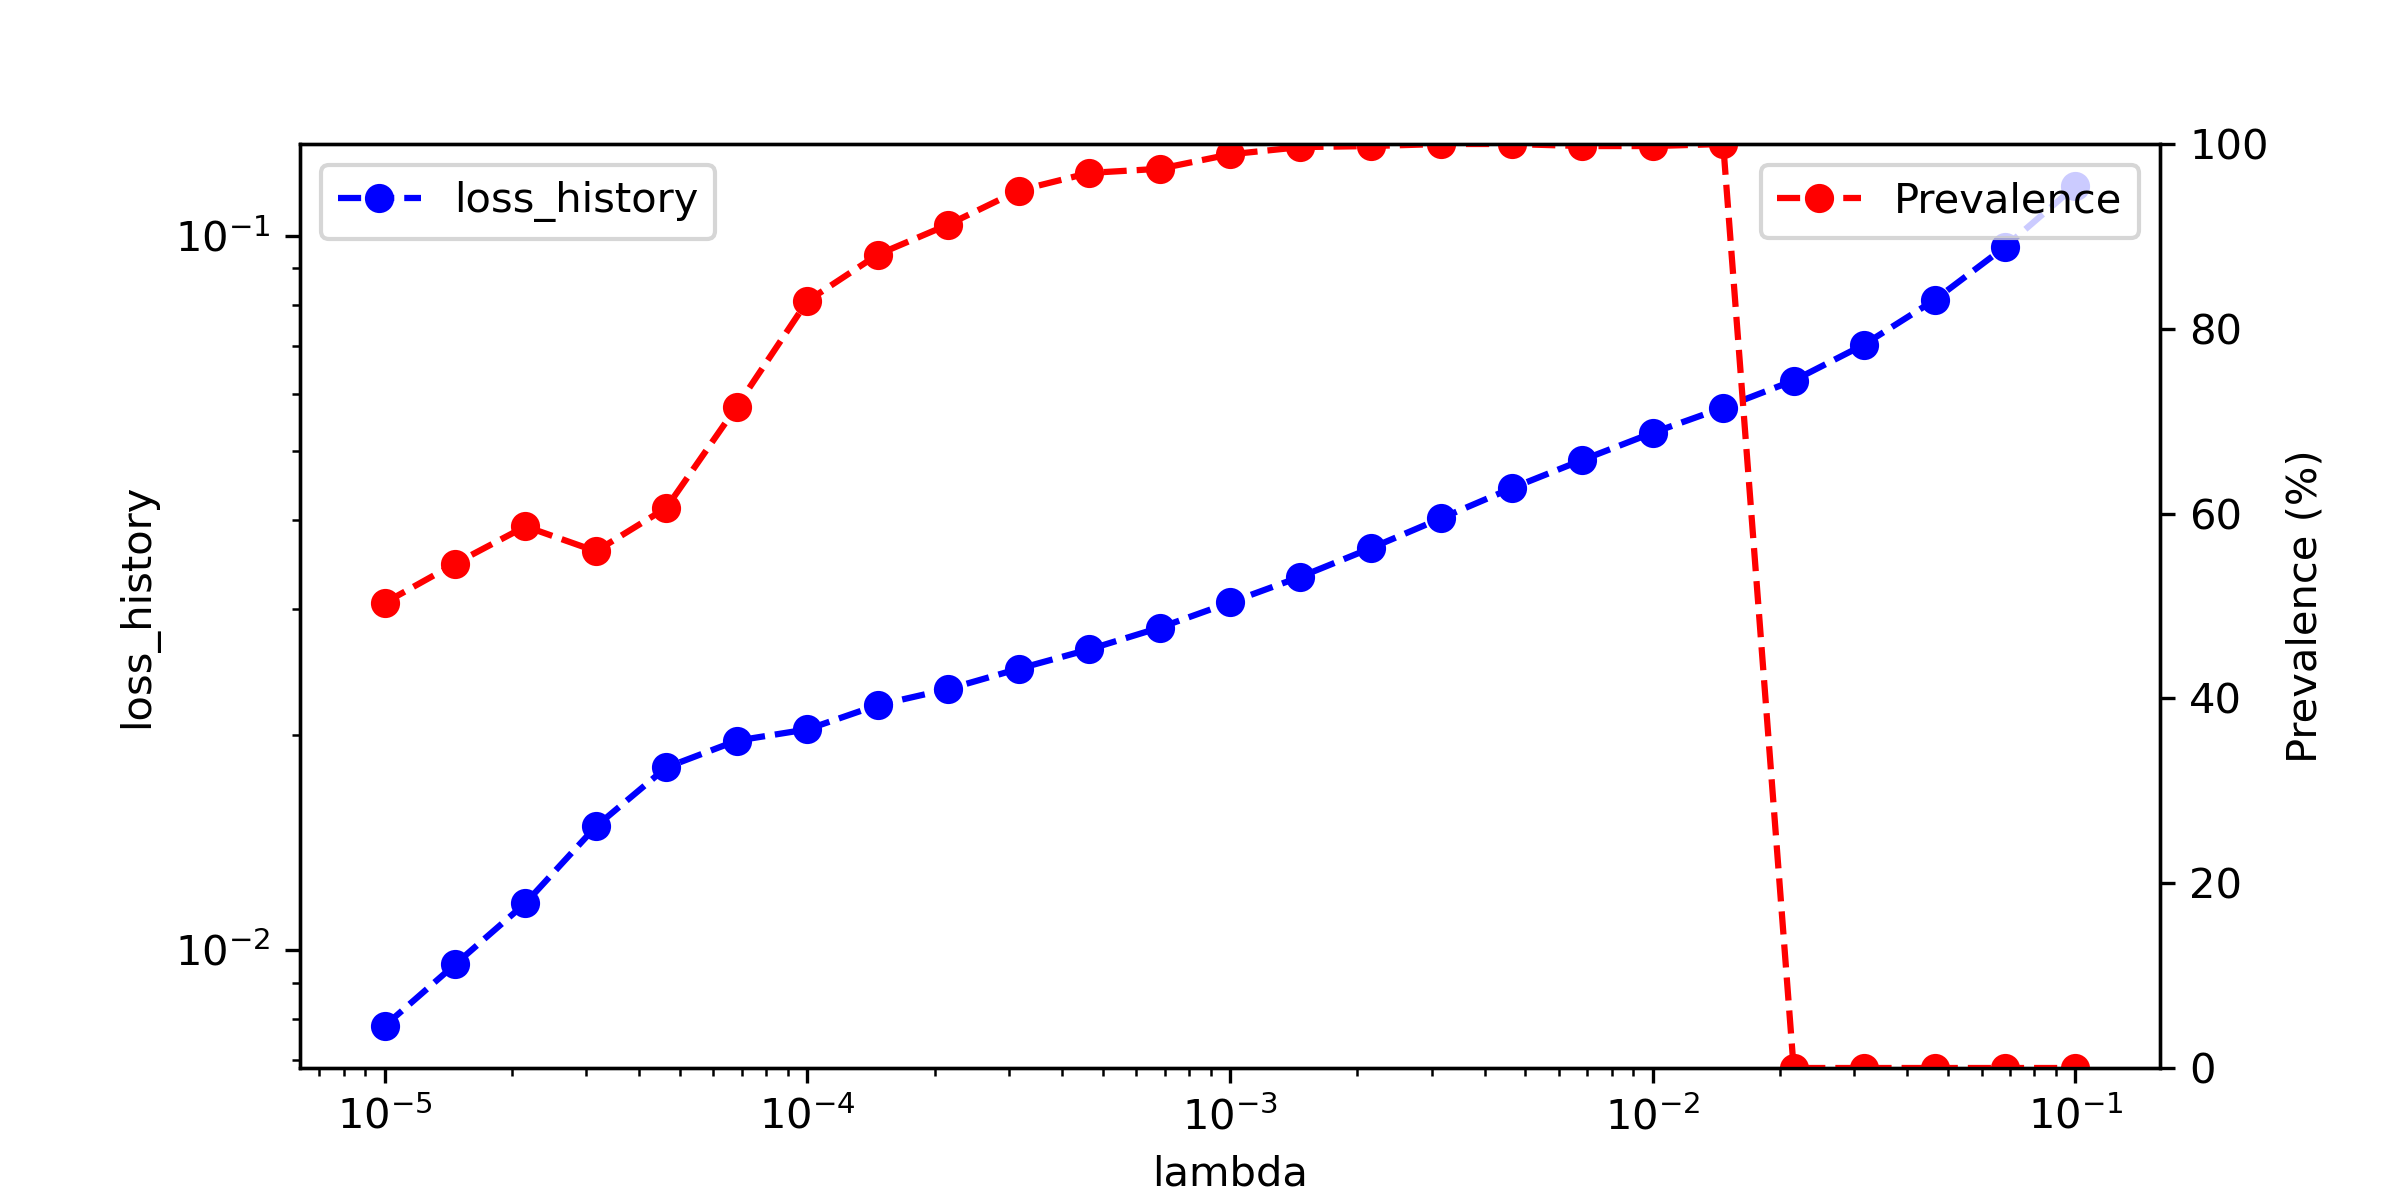 loss_history
Prevalence
10⁻¹
10⁻²
loss_history
100
80
60
40
20
0
Prevalence (%)
10⁻⁵
10⁻⁴
10⁻³
10⁻²
10⁻¹
lambda